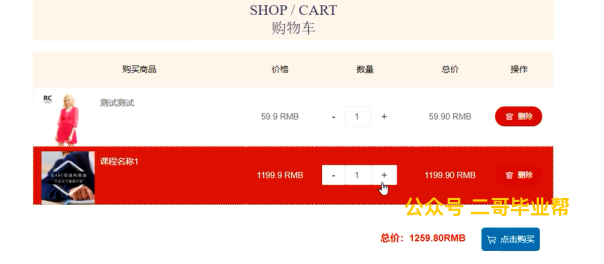 SHOP / CART
购物车
购买商品 价格 数量 总价 操作
RC
测试测试
59.9 RMB - 1 + 59.90 RMB 删除
课程名称1
1199.9 RMB - 1 + 1199.90 RMB 删除
公众号 二哥毕业帮
总价: 1259.80RMB 点击购买